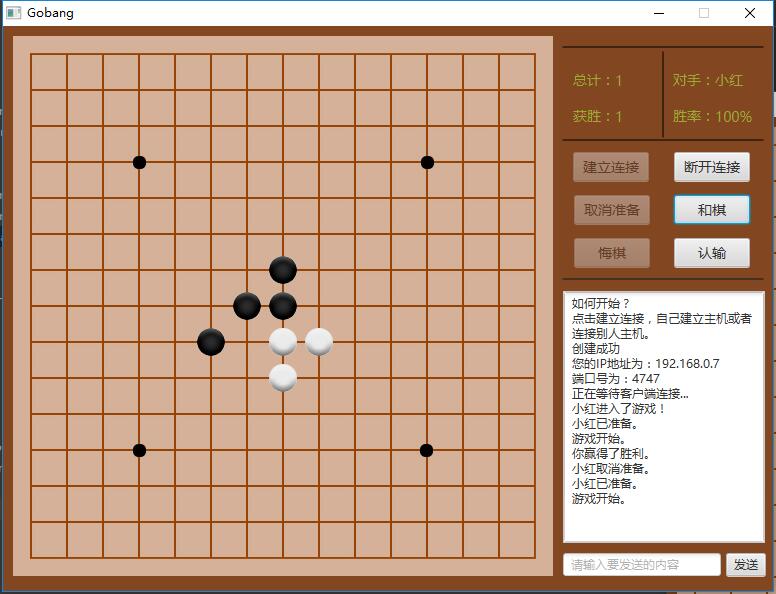 Gobang
总计：1
对手：小红
获胜：1
胜率：100%
建立连接
断开连接
取消准备
和棋
悔棋
认输
如何开始？
点击建立连接，自己建立主机或者
连接别人主机。
创建成功
您的IP地址为：192.168.0.7
端口号为：4747
正在等待客户端连接...
小红进入了游戏！
小红已准备。
游戏开始。
你赢得了胜利。
小红取消准备。
小红已准备。
游戏开始。
请输入要发送的内容
发送